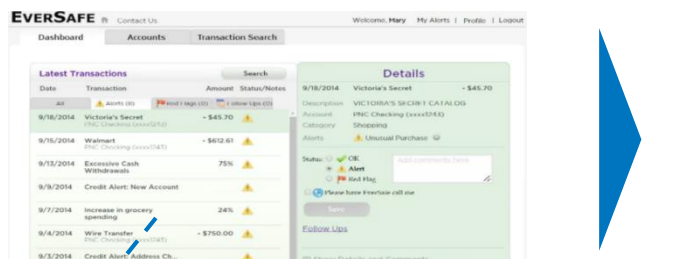 EVERSAFE Contact Us Welcome, Mary My Alerts | Profile | Logout
Dashboard Accounts Transaction Search
Latest Transactions Search
Date Transaction Amount Status/Notes
All Alerts (8) Red Flags (0) Follow Ups (0)
9/18/2014 Victoria's Secret - $45.70
PNC Checking (xxxx1243)
9/15/2014 Walmart - $612.61
PNC Checking (xxxx1243)
9/13/2014 Excessive Cash 75%
Withdrawals
9/9/2014 Credit Alert: New Account
9/7/2014 Increase in grocery 24%
spending
9/4/2014 Wire Transfer - $750.00
PNC Checking (xxxx1243)
9/3/2014 Credit Alert: Address Ch...
Details
9/18/2014 Victoria's Secret - $45.70
Description VICTORIA'S SECRET CATALOG
Account PNC Checking (xxxx1243)
Category Shopping
Alerts Unusual Purchase
Status: OK Add comments here
Alert
Red Flag
Please have EverSafe call me
Save
Follow Ups